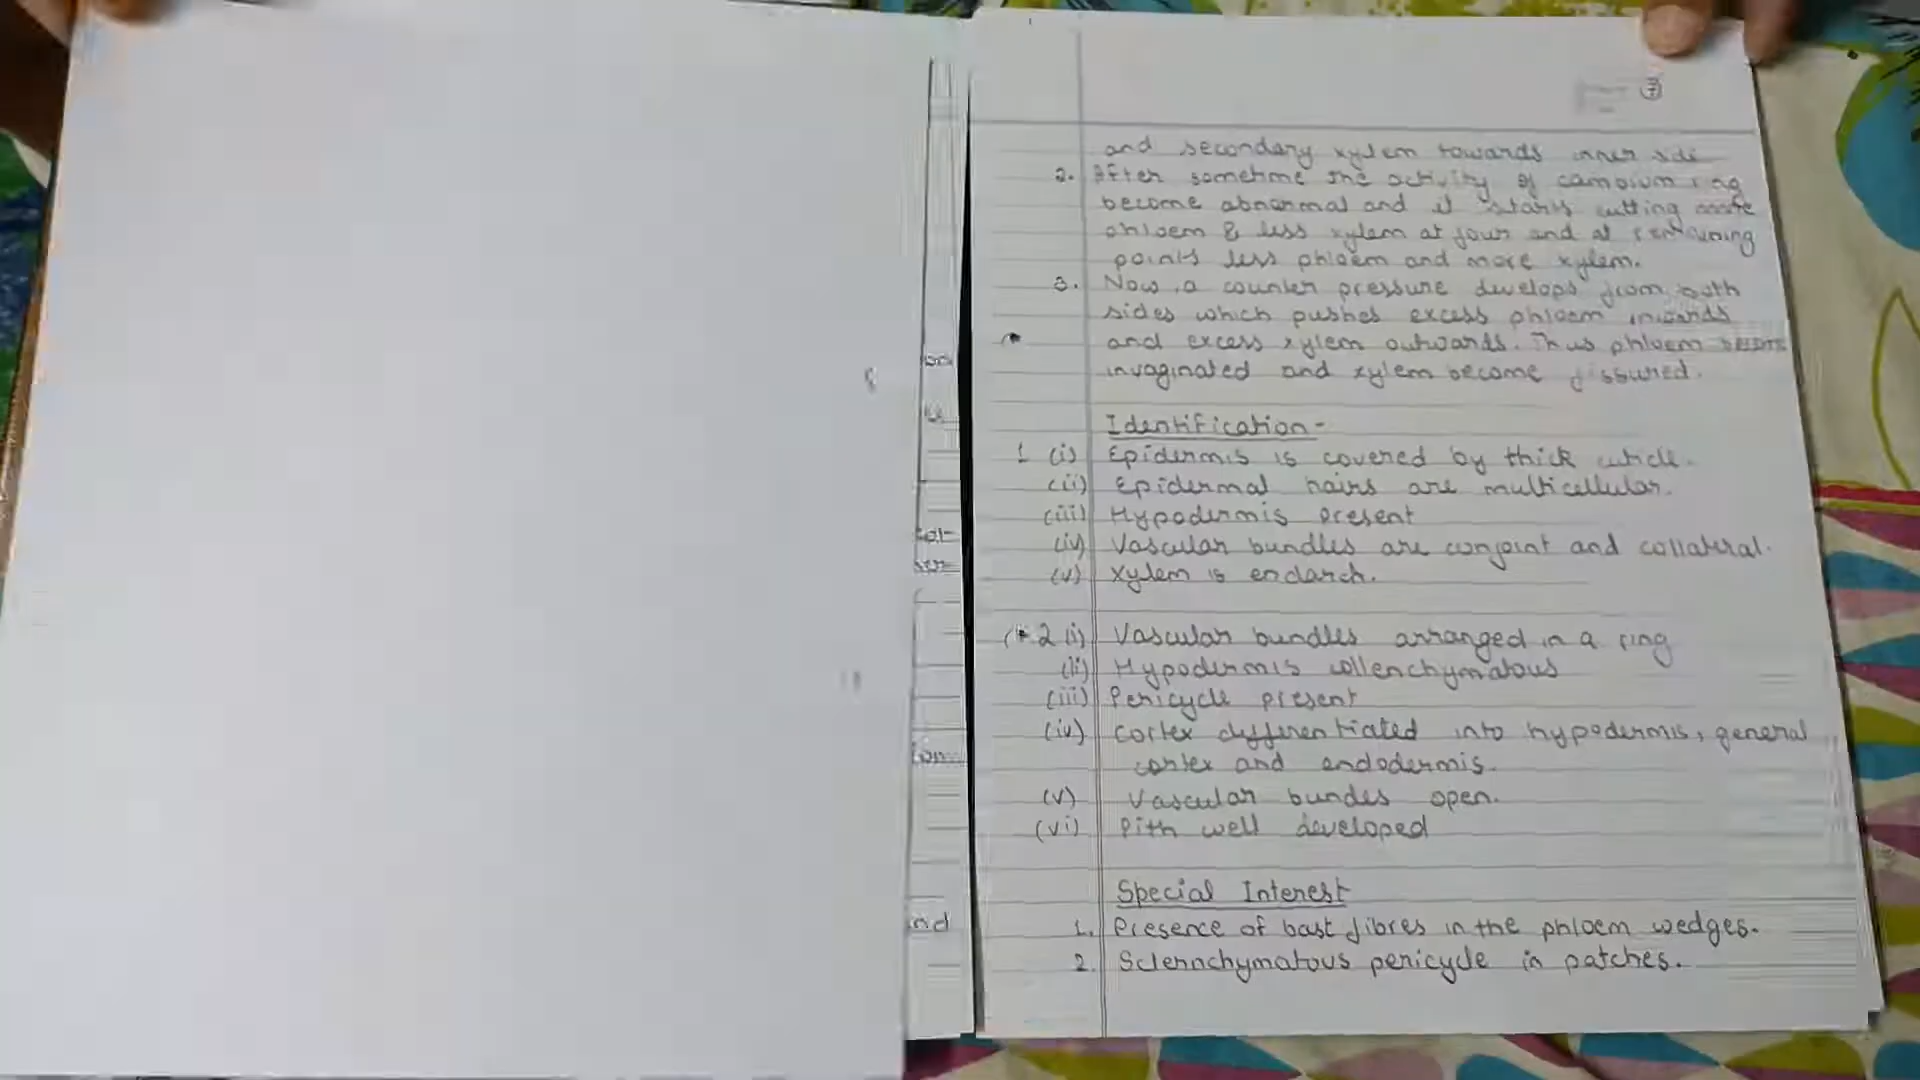 7
and secondary xylem towards inner side
2. After sometime the activity of cambium ring
become abnormal and it starts cutting more
phloem & less xylem at four and at remaining
points less phloem and more xylem.
3. Now, a counter pressure develops from both
sides which pushes excess phloem inwards
and excess xylem outwards. Thus phloem
invaginated and xylem become fissured.
Identification-
1 (i) Epidermis is covered by thick cuticle.
(ii) Epidermal hairs are multicellular.
(iii) Hypodermis present
(iv) Vascular bundles are conjoint and collateral.
(v) Xylem is endarch.
2 (i) Vascular bundles arranged in a ring
(ii) Hypodermis collenchymatous
(iii) Pericycle present
(iv) Cortex differentiated into hypodermis, general
cortex and endodermis.
(v) Vascular bundes open.
(vi) Pith well developed
Special Interest
1. Presence of bast fibres in the phloem wedges.
2. Sclernchymatous pericycle in patches.